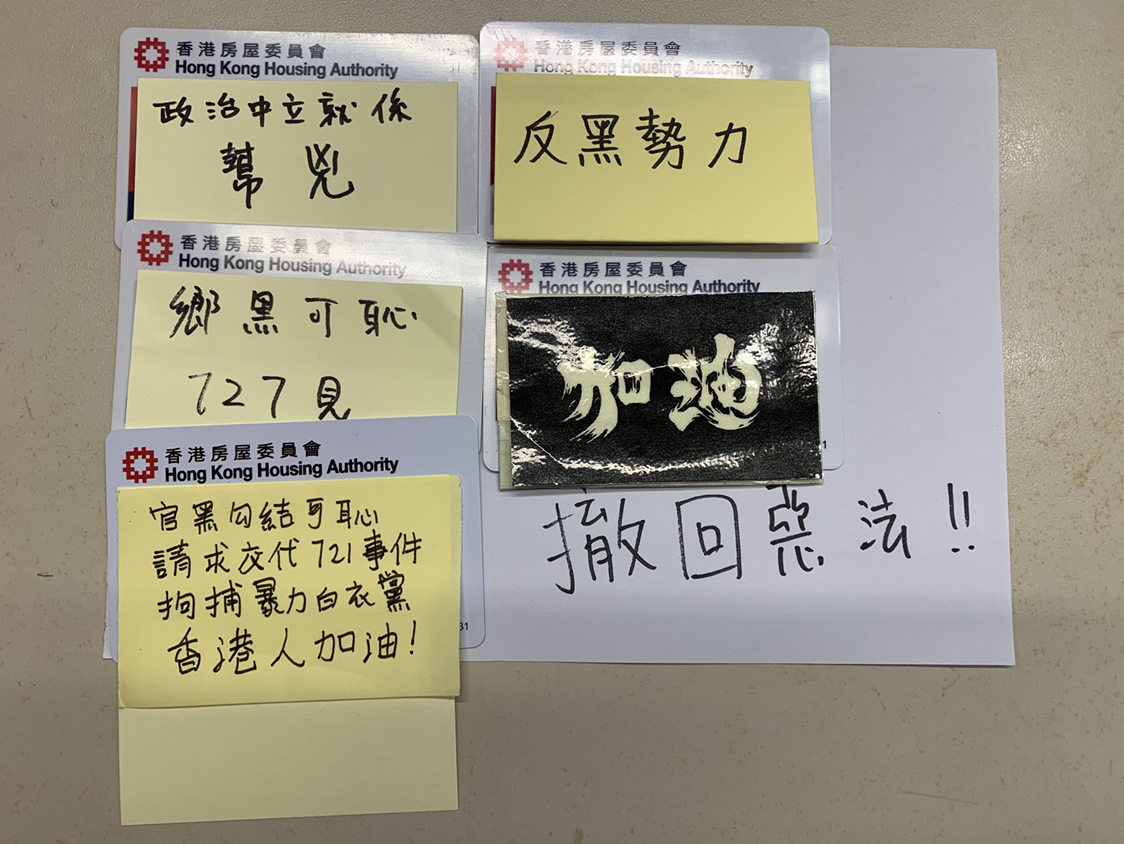 香港房屋委員會
Hong Kong Housing Authority
政治中立就係
幫兇
香港房屋委員會
Hong Kong Housing Authority
反黑勢力
香港房屋委員會
Hong Kong Housing Authority
鄉黑可恥
727見
香港房屋委員會
Hong Kong Housing Authority
加油
香港房屋委員會
Hong Kong Housing Authority
官黑勾結可恥
請求交代721事件
拘捕暴力白衣黨
香港人加油!
撤回惡法!!